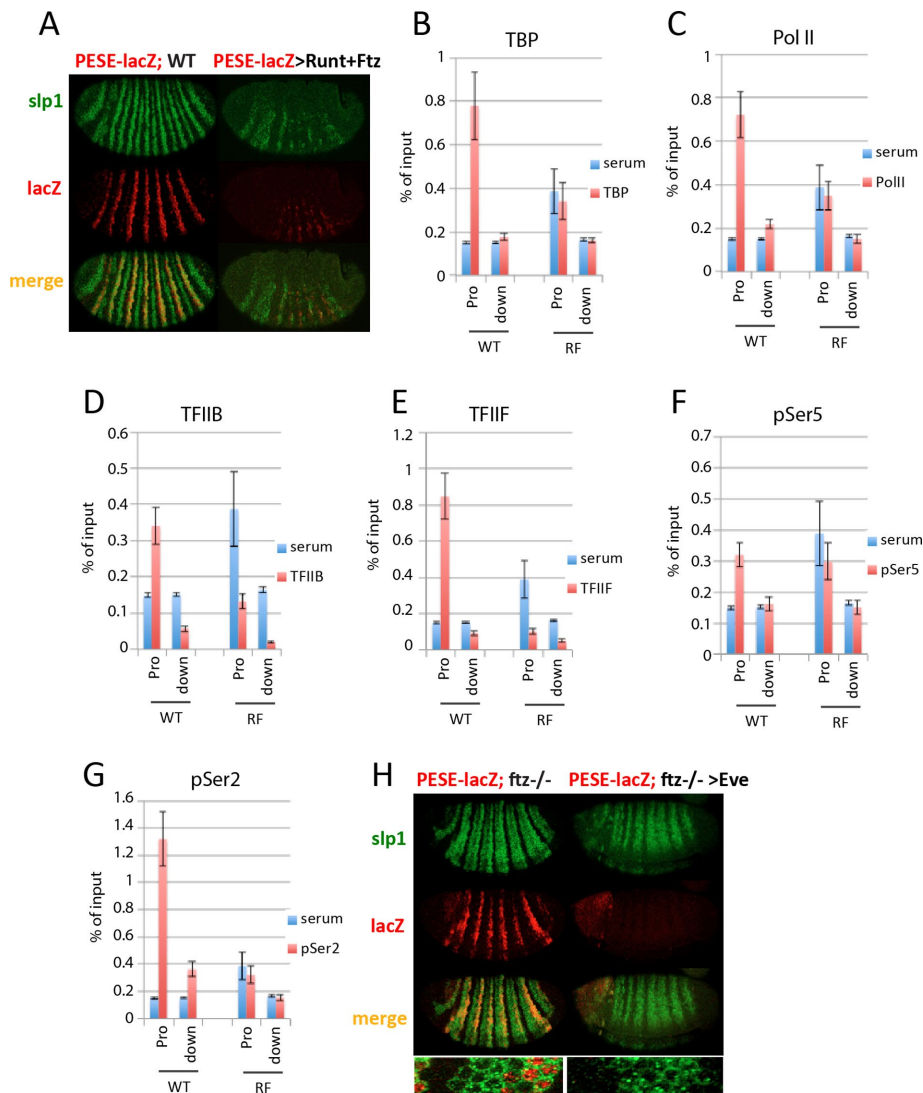 A
PESE-lacZ; WT
PESE-lacZ>Runt+Ftz
slp1
lacZ
merge
B
TBP
% of input
1
0.8
0.6
0.4
0.2
0
serum
TBP
Pro
down
Pro
down
WT
RF
C
Pol II
% of input
1
0.8
0.6
0.4
0.2
0
serum
PolII
Pro
down
Pro
down
WT
RF
D
TFIIB
% of input
0.6
0.5
0.4
0.3
0.2
0.1
0
serum
TFIIB
Pro
down
Pro
down
WT
RF
E
TFIIF
% of input
1.2
1
0.8
0.6
0.4
0.2
0
serum
TFIIF
Pro
down
Pro
down
WT
RF
F
pSer5
% of input
0.7
0.6
0.5
0.4
0.3
0.2
0.1
0
serum
pSer5
Pro
down
Pro
down
WT
RF
G
pSer2
% of input
1.6
1.4
1.2
1
0.8
0.6
0.4
0.2
0
serum
pSer2
Pro
down
Pro
down
WT
RF
H
PESE-lacZ; ftz-/-
PESE-lacZ; ftz-/- >Eve
slp1
lacZ
merge